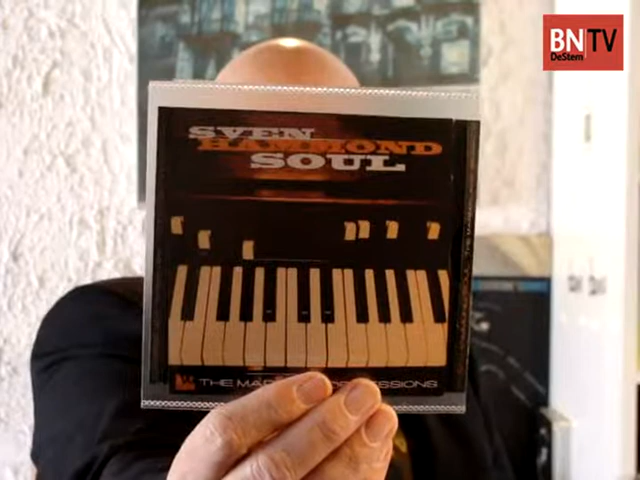 BN TV
DeStem
SVEN
HAMMOND
SOUL
THE SESSIONS